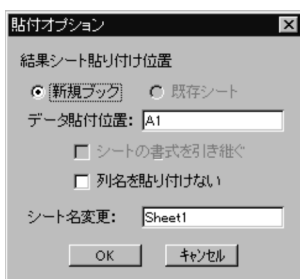 貼付オプション
結果シート貼り付け位置
新規ブック 既存シート
データ貼付位置: A1
シートの書式を引き継ぐ
列名を貼り付けない
シート名変更: Sheet1
OK キャンセル